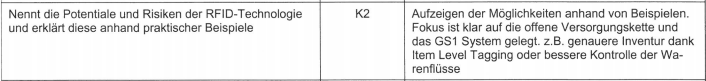 Nennt die Potentiale und Risiken der RFID-Technologie
und erklärt diese anhand praktischer Beispiele
K2
Aufzeigen der Möglichkeiten anhand von Beispielen.
Fokus ist klar auf die offene Versorgungskette und
das GS1 System gelegt. z.B. genauere Inventur dank
Item Level Tagging oder bessere Kontrolle der Wa-
renflüsse